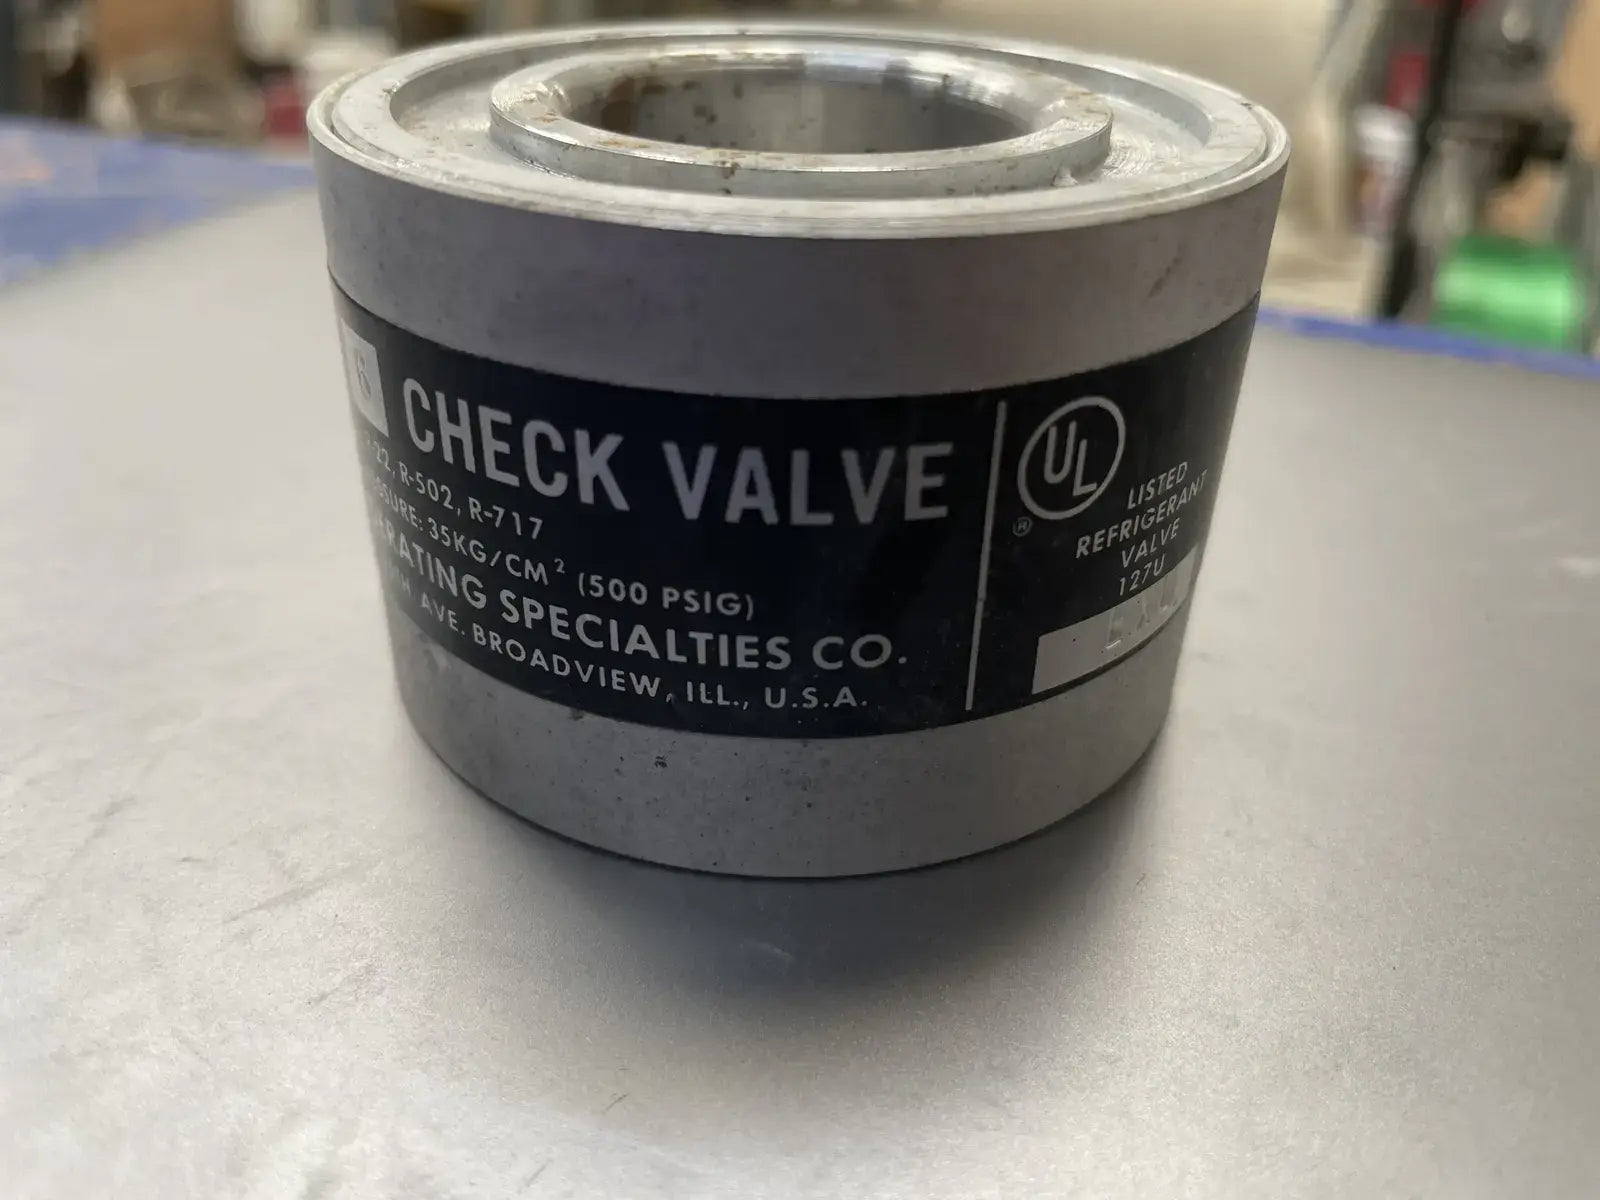 CHECK VALVE
-22, R-502, R-717
SSURE: 35KG/CM² (500 PSIG)
ERATING SPECIALTIES CO.
AVE. BROADVIEW, ILL., U.S.A.
UL
®
LISTED
REFRIGERANT
VALVE
127U